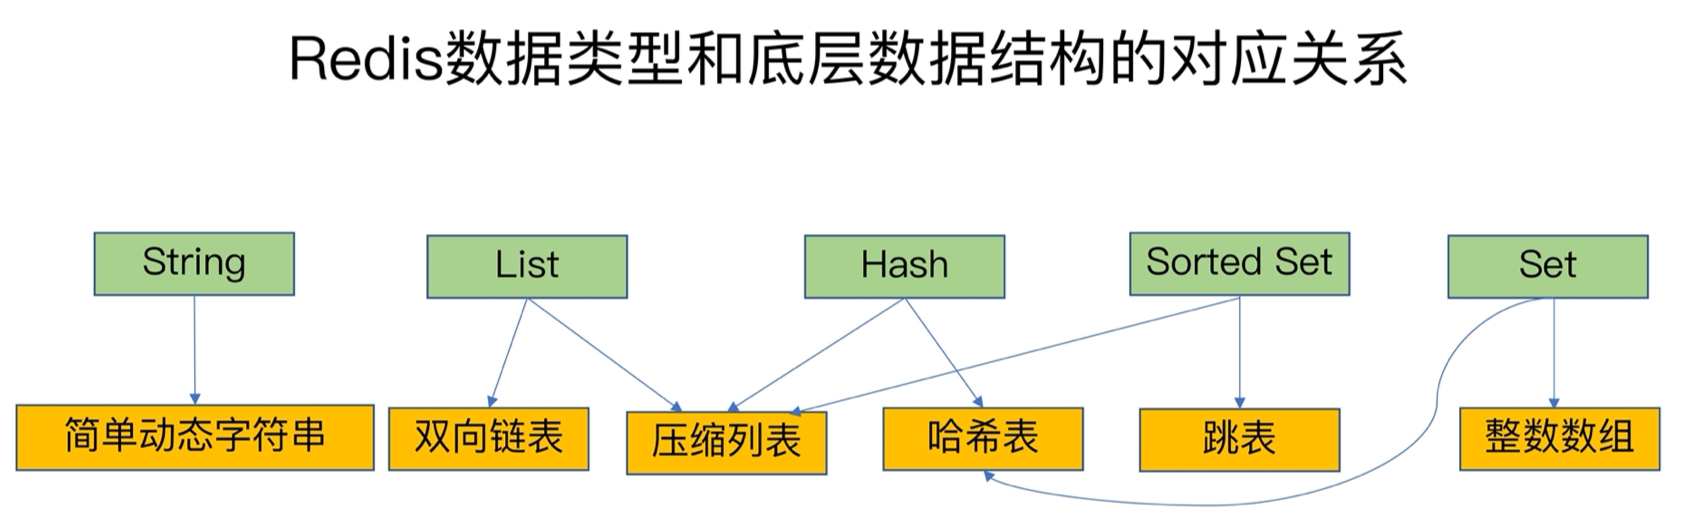 Redis数据类型和底层数据结构的对应关系
String
List
Hash
Sorted Set
Set
简单动态字符串
双向链表
压缩列表
哈希表
跳表
整数数组